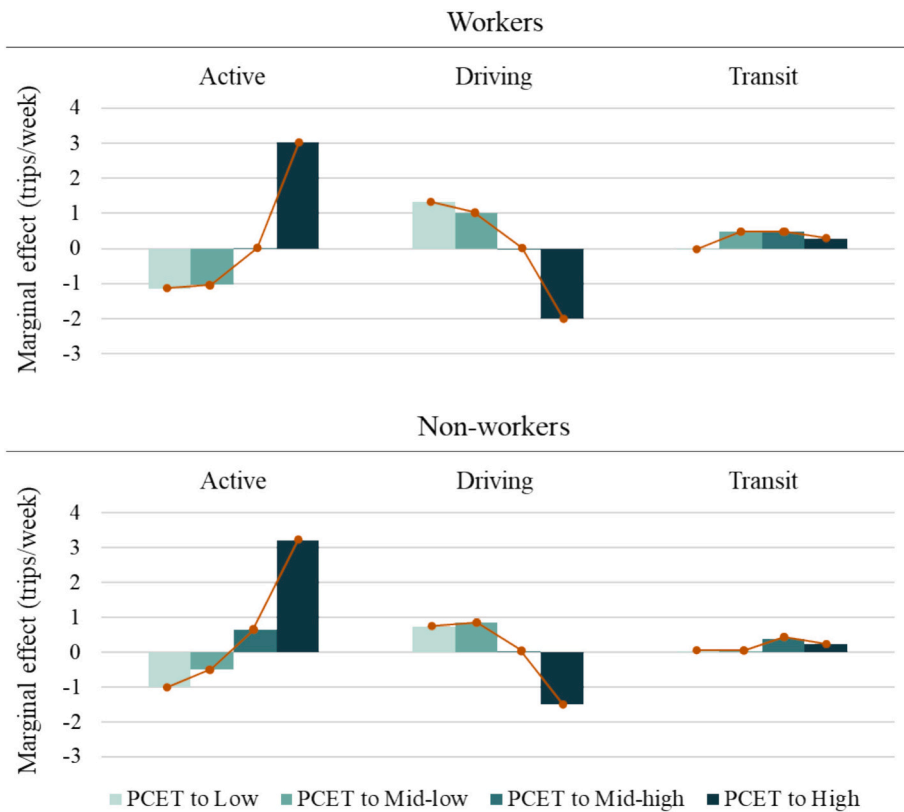 Workers
Active Driving Transit
Marginal effect (trips/week)
4
3
2
1
0
-1
-2
-3
Non-workers
Active Driving Transit
Marginal effect (trips/week)
4
3
2
1
0
-1
-2
-3
PCET to Low PCET to Mid-low PCET to Mid-high PCET to High